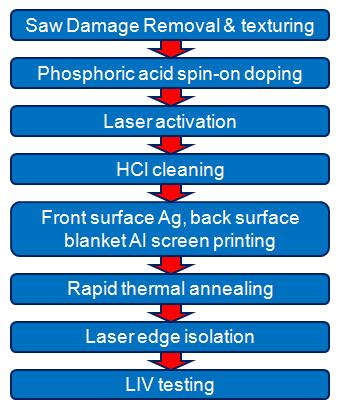 Saw Damage Removal & texturing
Phosphoric acid spin-on doping
Laser activation
HCl cleaning
Front surface Ag, back surface
blanket Al screen printing
Rapid thermal annealing
Laser edge isolation
LIV testing